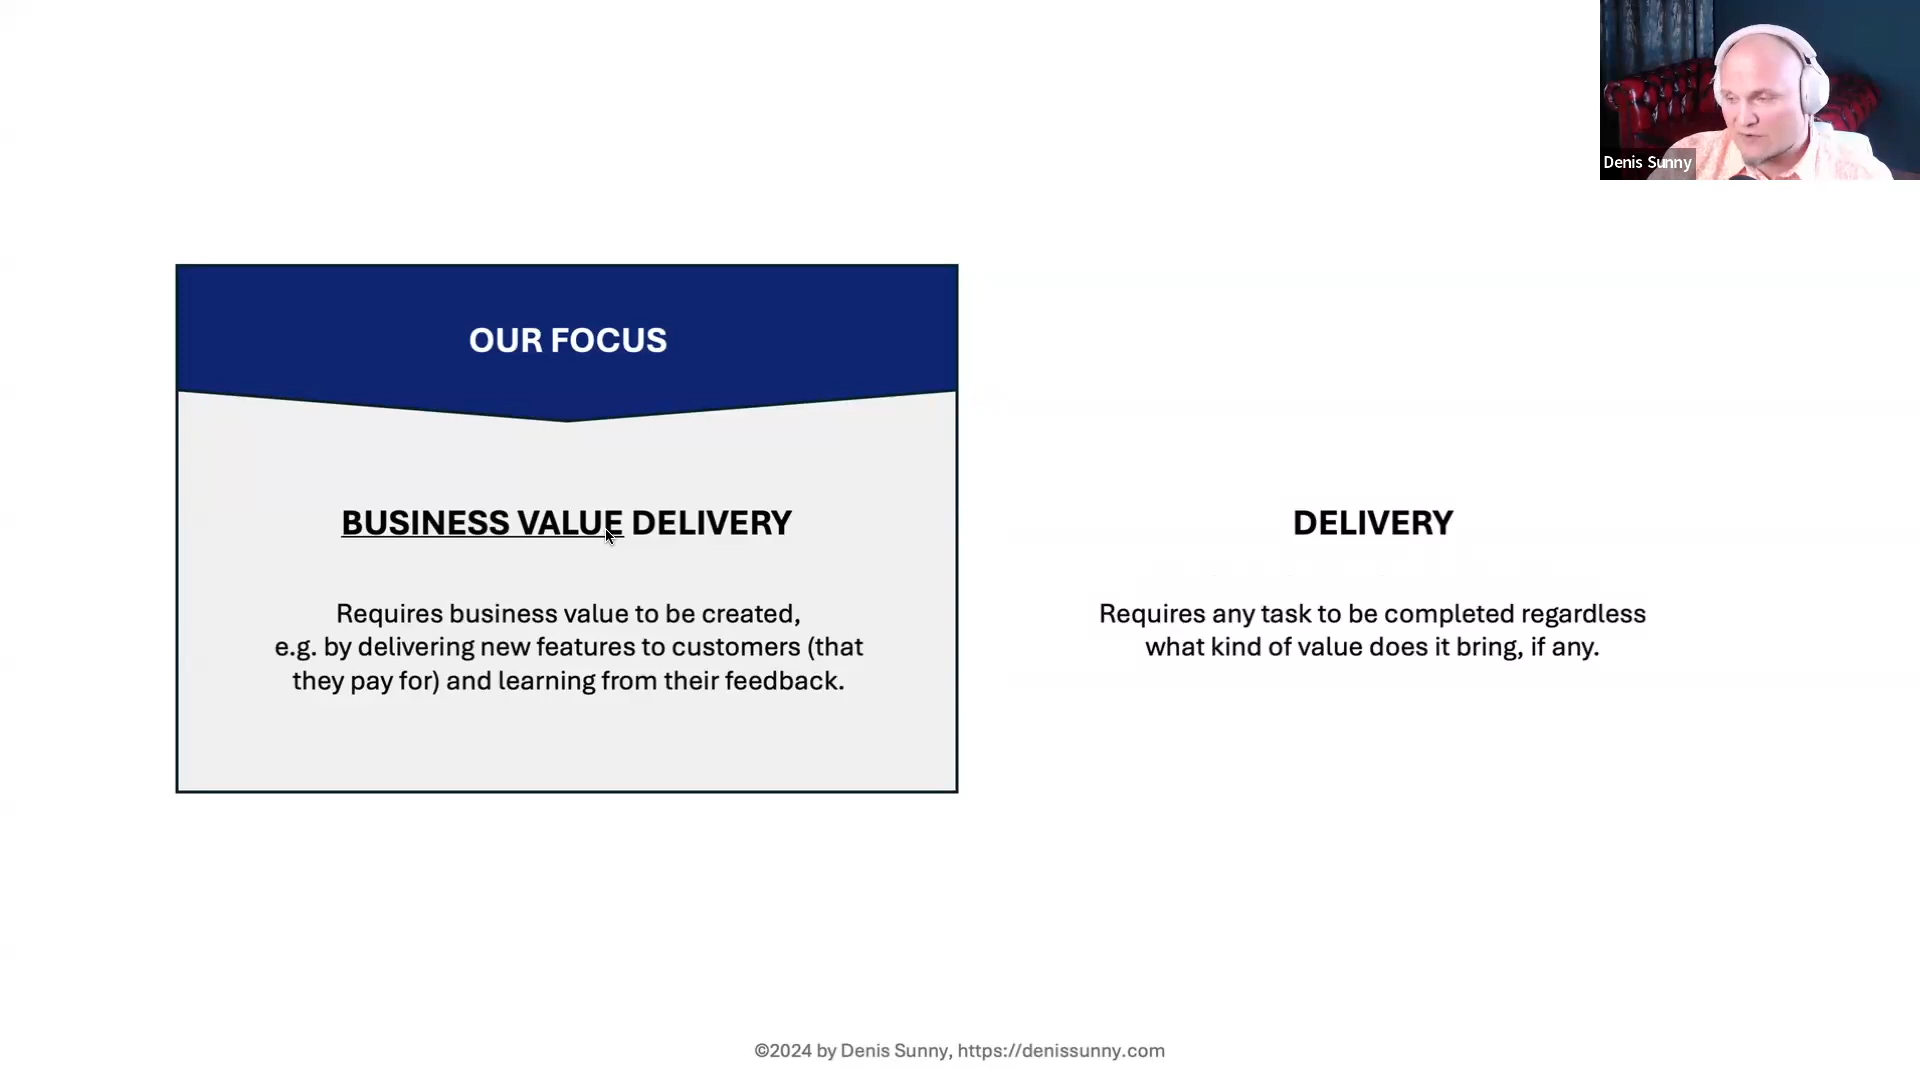 Denis Sunny
OUR FOCUS
BUSINESS VALUE DELIVERY
Requires business value to be created,
e.g. by delivering new features to customers (that
they pay for) and learning from their feedback.
DELIVERY
Requires any task to be completed regardless
what kind of value does it bring, if any.
©2024 by Denis Sunny, https://denissunny.com